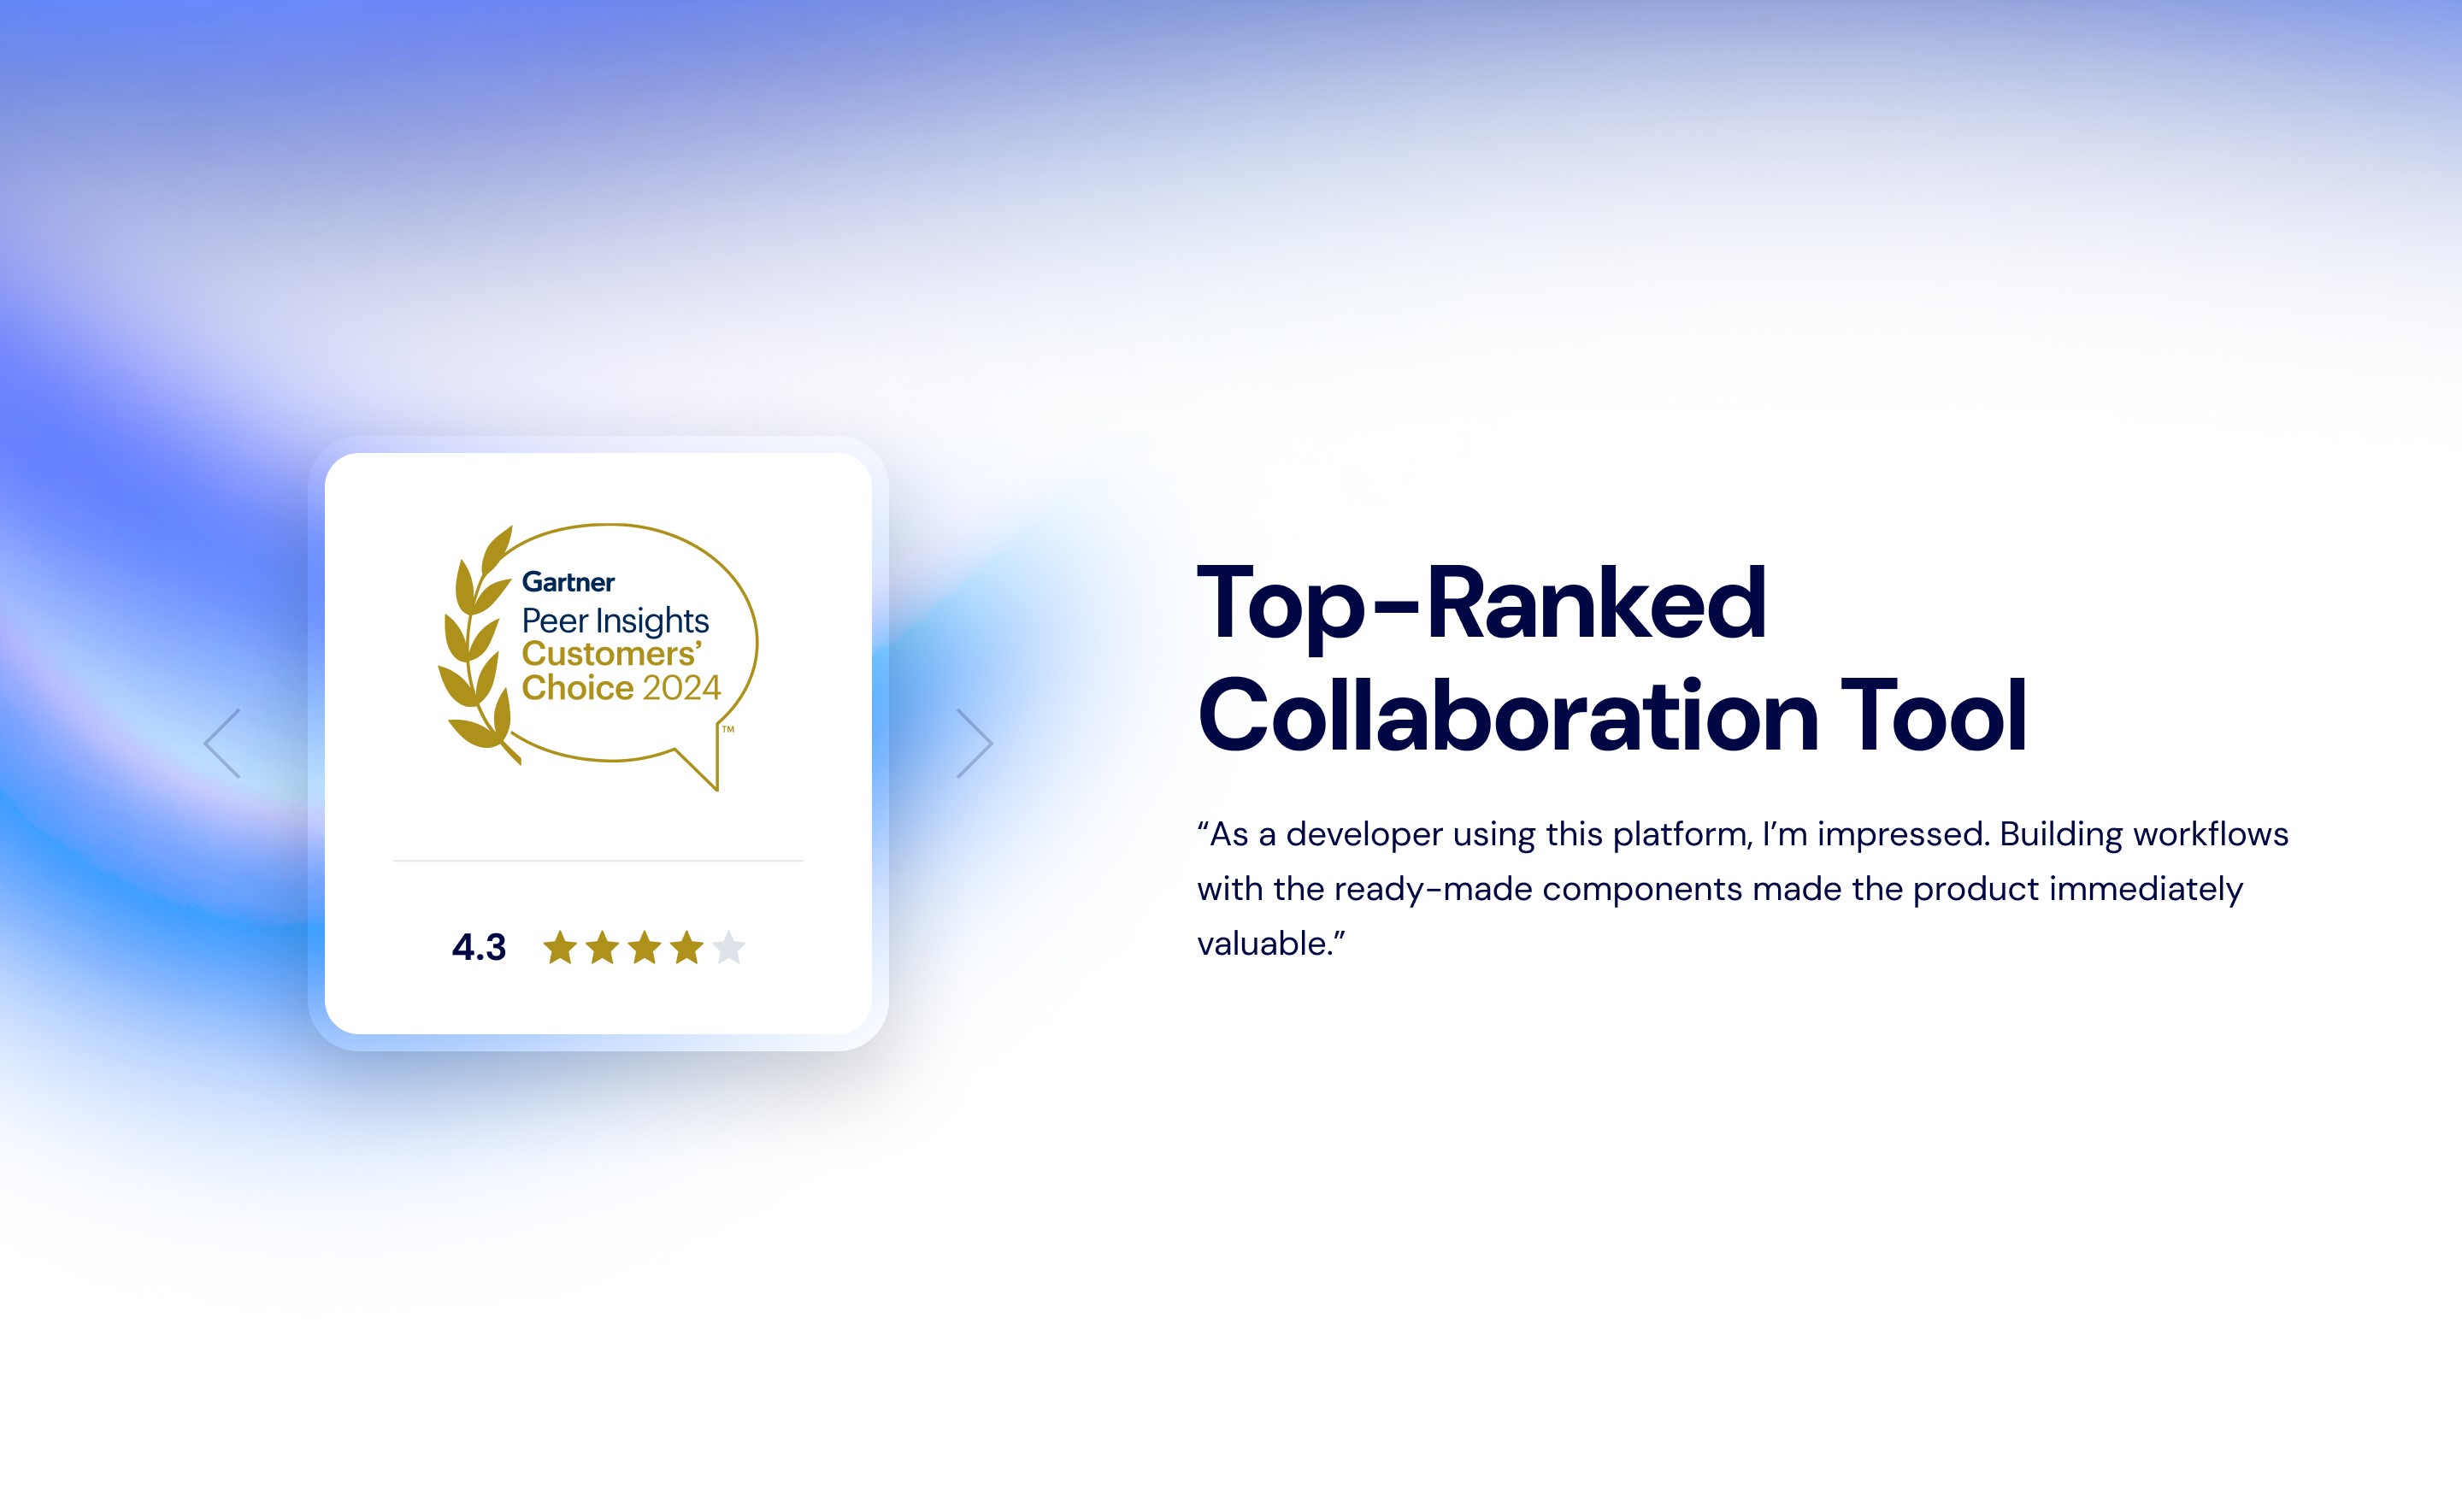 Gartner
Peer Insights
Customers’
Choice 2024
™
4.3
Top-Ranked
Collaboration Tool
“As a developer using this platform, I’m impressed. Building workflows
with the ready-made components made the product immediately
valuable.”